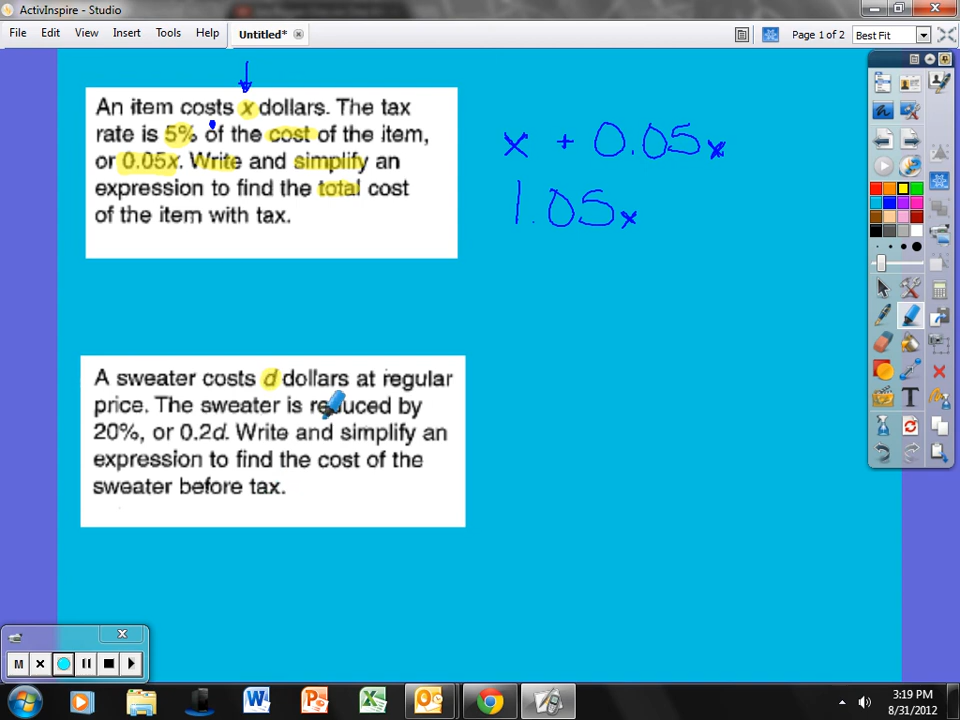 ActivInspire - Studio
File Edit View Insert Tools Help Untitled* Page 1 of 2 Best Fit
An item costs x dollars. The tax
rate is 5% of the cost of the item,
or 0.05x. Write and simplify an
expression to find the total cost
of the item with tax.
x + 0.05x
1.05x
A sweater costs d dollars at regular
price. The sweater is reduced by
20%, or 0.2d. Write and simplify an
expression to find the cost of the
sweater before tax.
M
3:19 PM
8/31/2012